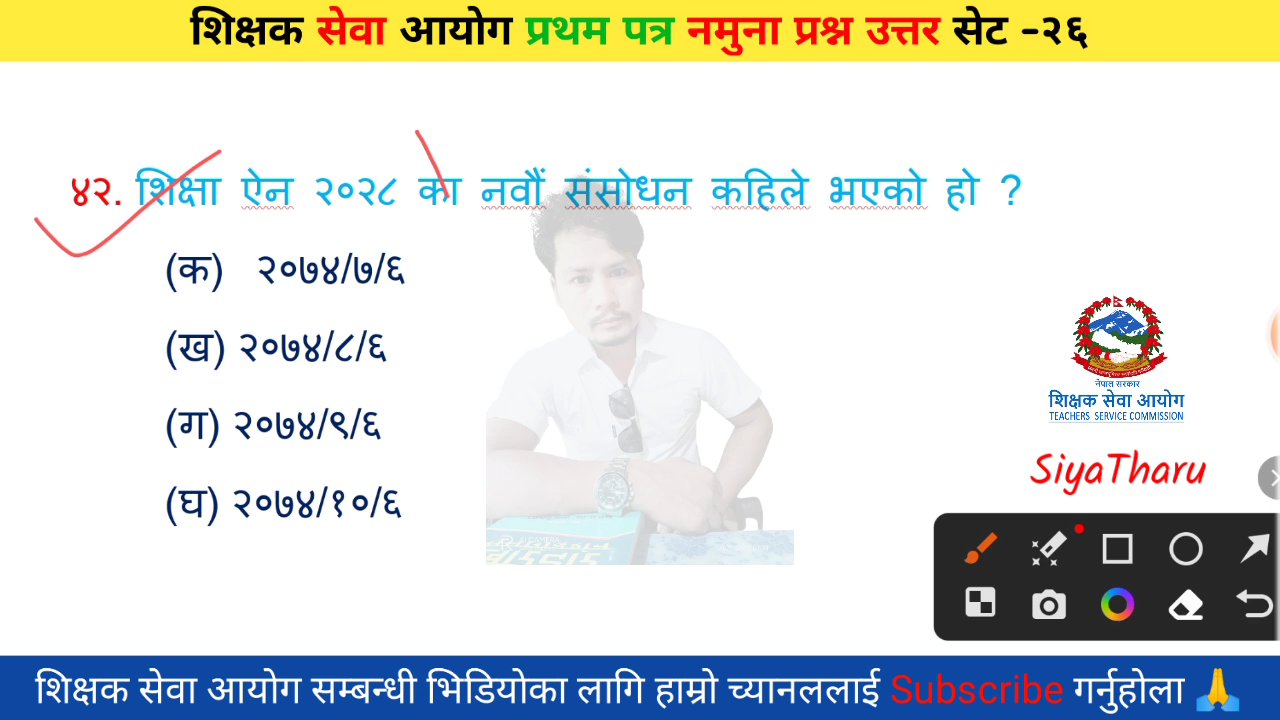 शिक्षक सेवा आयोग प्रथम पत्र नमुना प्रश्न उत्तर सेट -२६
४२. शिक्षा ऐन २०२८ का नवौं संसोधन कहिले भएको हो ?
(क) २०७४/७/६
(ख) २०७४/८/६
(ग) २०७४/९/६
(घ) २०७४/१०/६
नेपाल सरकार
शिक्षक सेवा आयोग
TEACHERS SERVICE COMMISSION
SiyaTharu
शिक्षक सेवा आयोग सम्बन्धी भिडियोका लागि हाम्रो च्यानललाई Subscribe गर्नुहोला 🙏